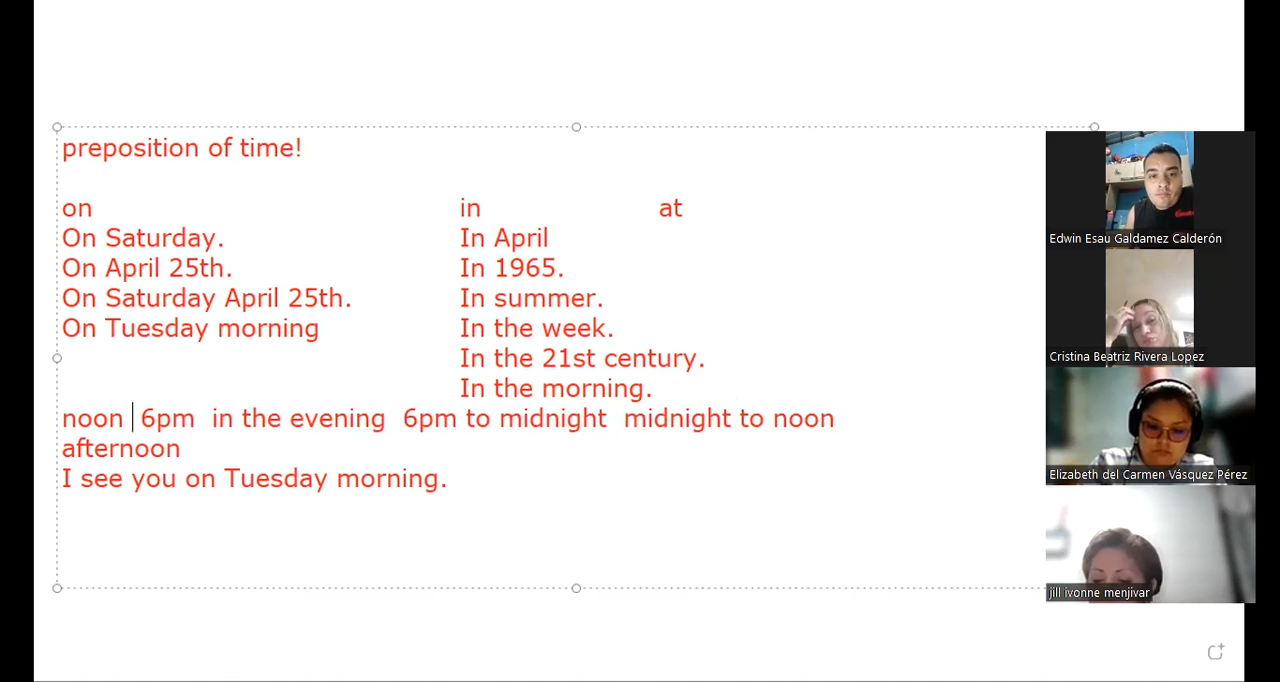 preposition of time!
on in at
On Saturday. In April
On April 25th. In 1965.
On Saturday April 25th. In summer.
On Tuesday morning In the week.
In the 21st century.
In the morning.
noon 6pm in the evening 6pm to midnight midnight to noon
afternoon
I see you on Tuesday morning.
Edwin Esau Galdamez Calderón
Cristina Beatriz Rivera Lopez
Elizabeth del Carmen Vásquez Pérez
jill ivonne menjivar